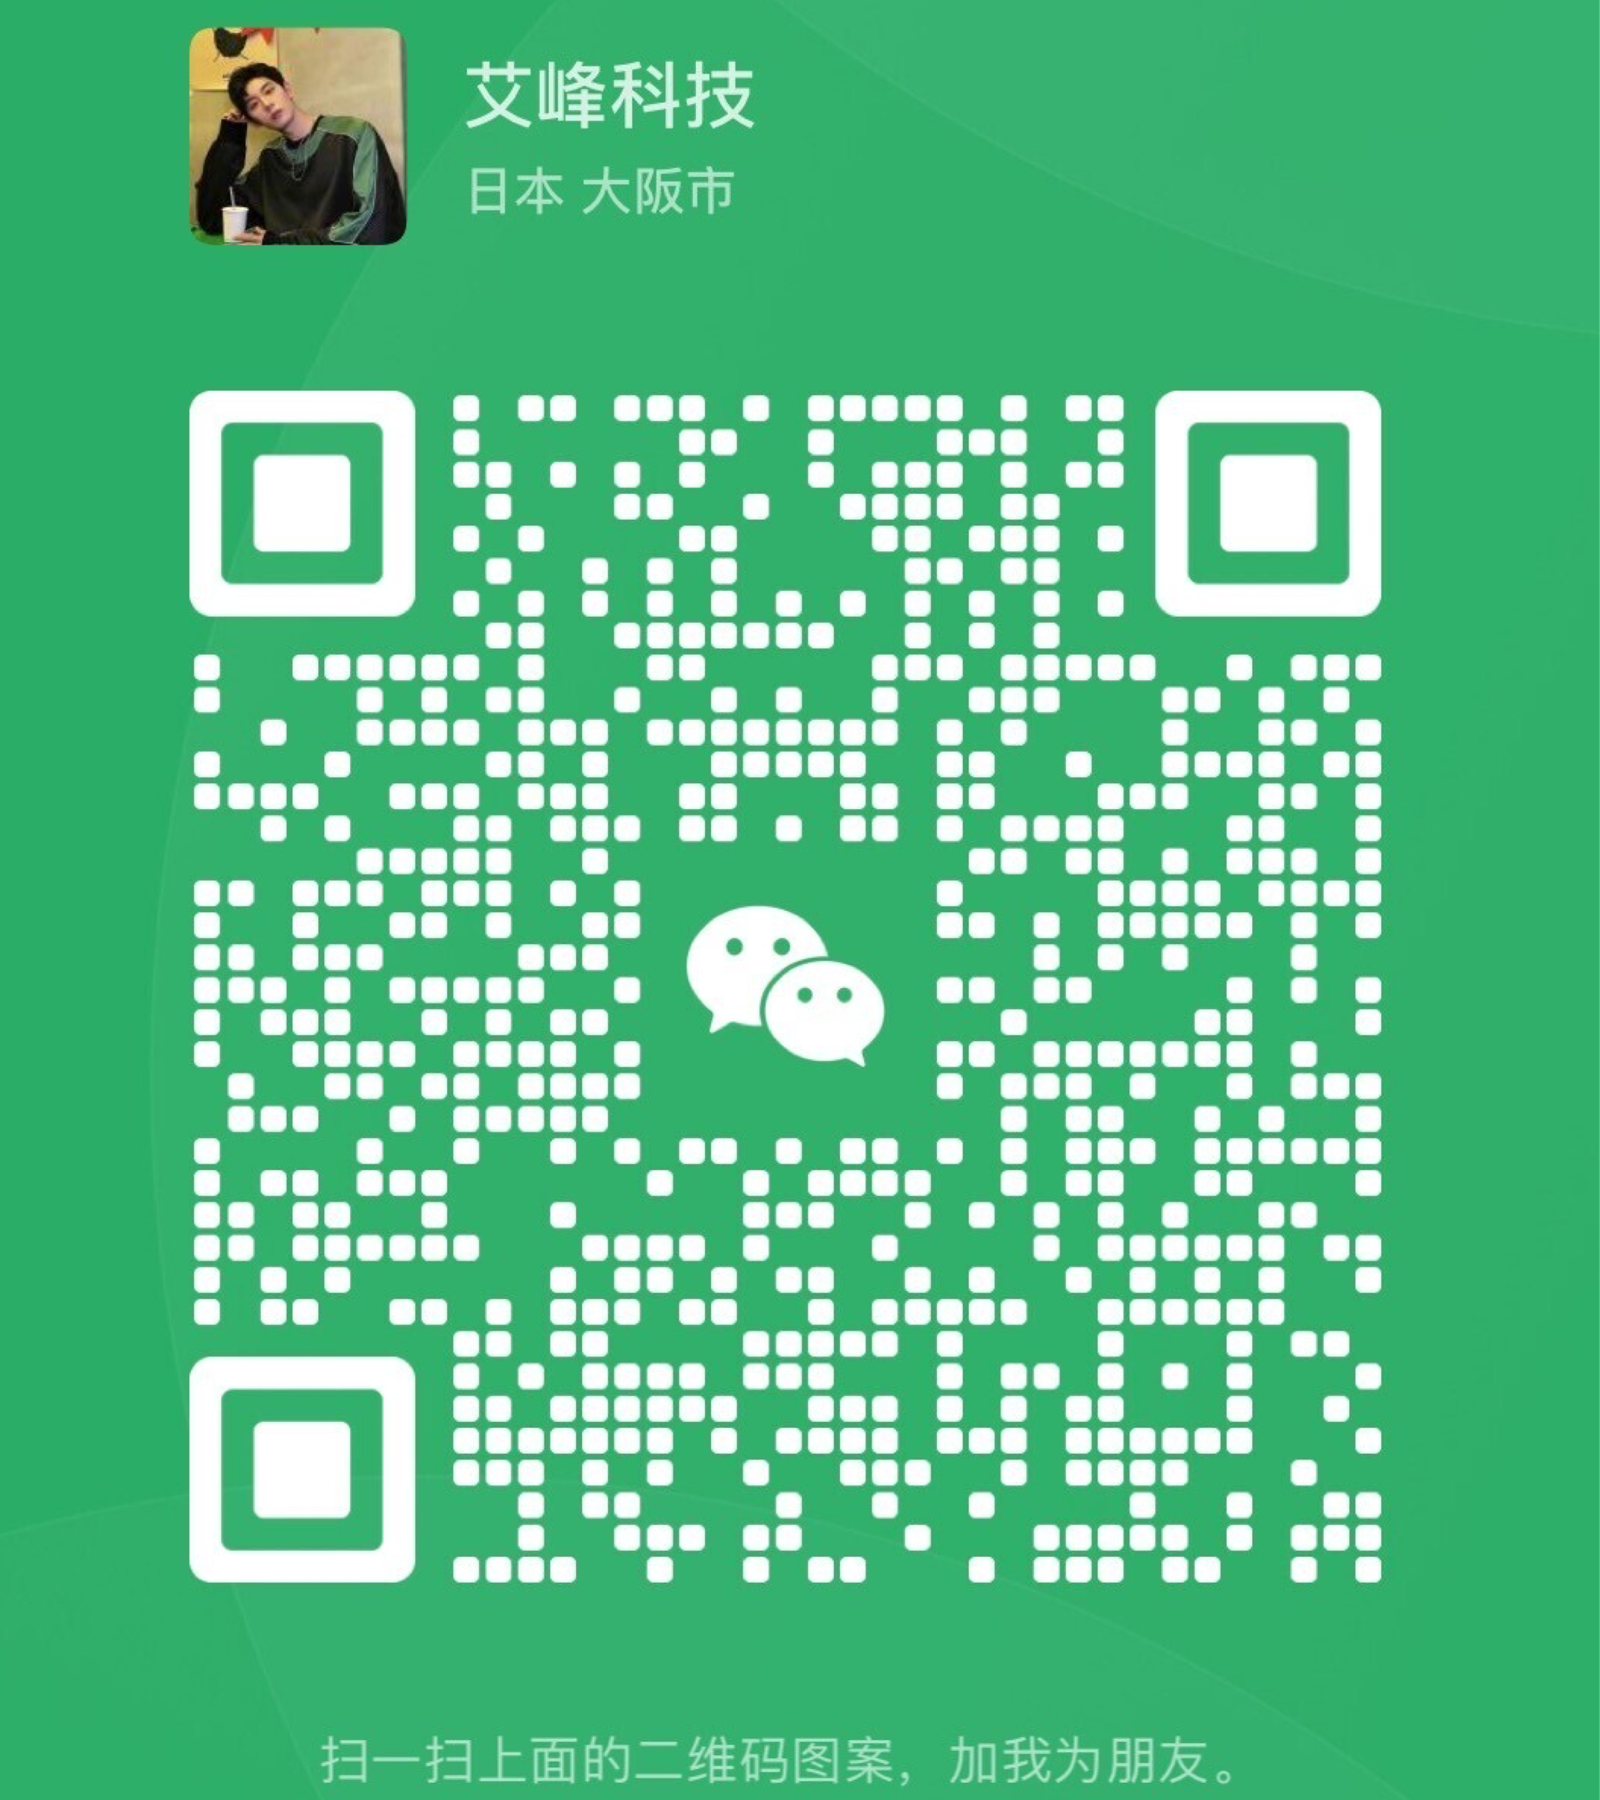 艾峰科技
日本 大阪市
扫一扫上面的二维码图案，加我为朋友。